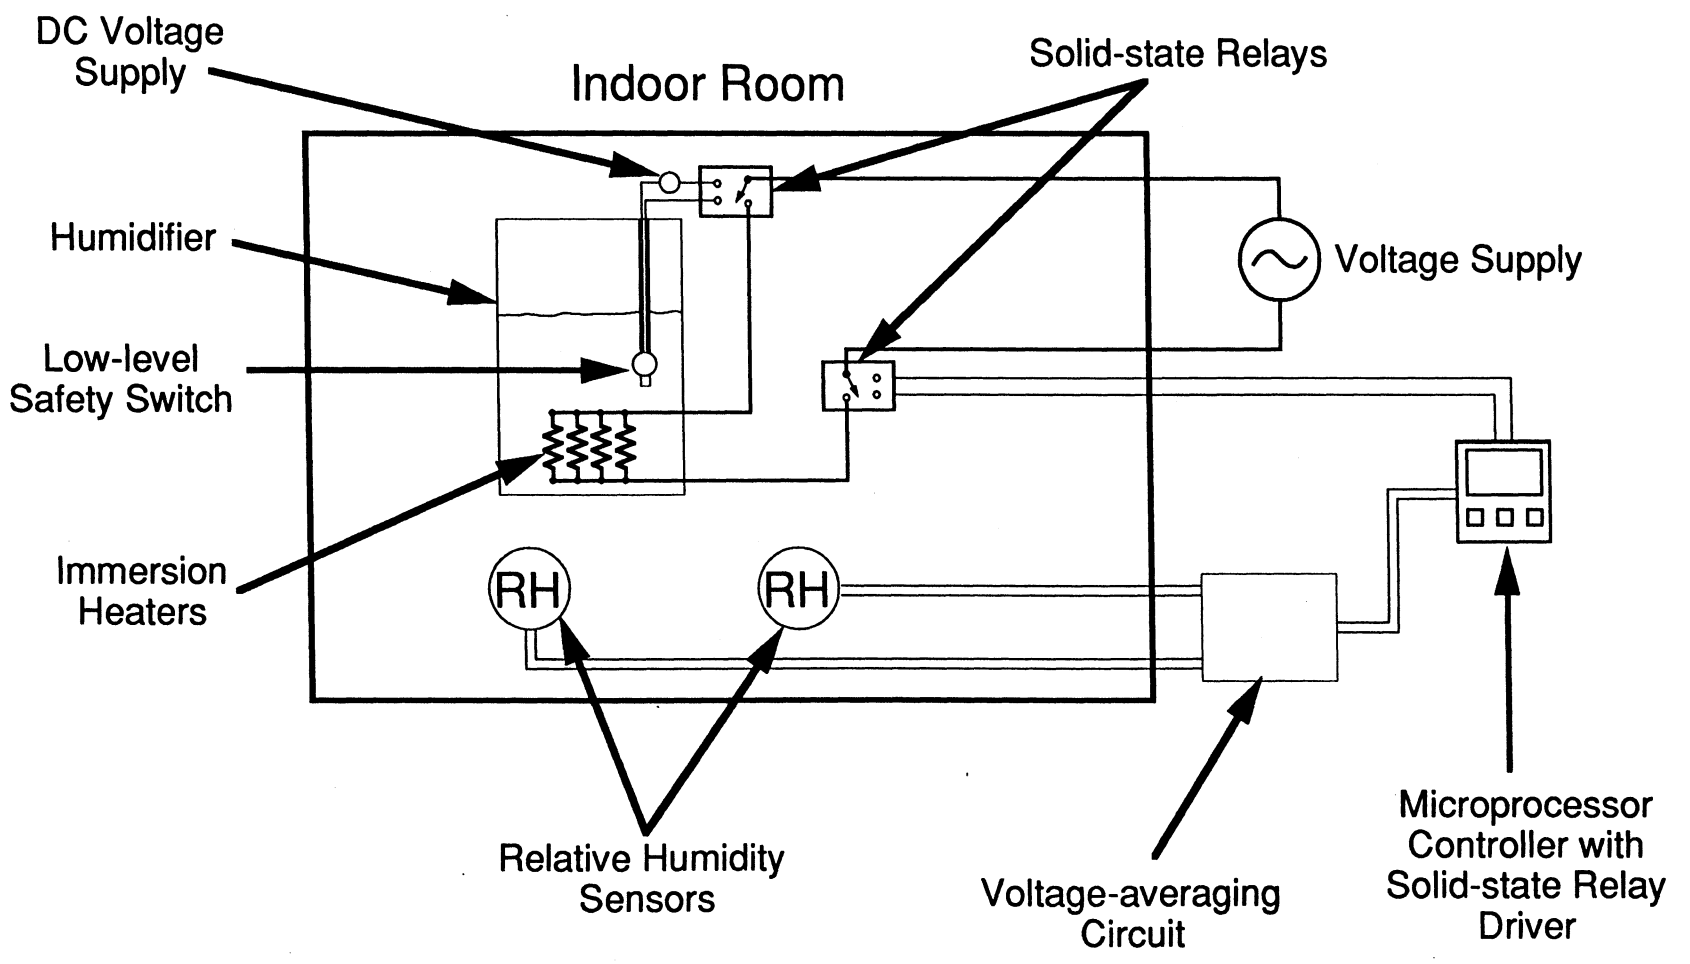 DC Voltage
Supply
Indoor Room
Solid-state Relays
Humidifier
Voltage Supply
Low-level
Safety Switch
Immersion
Heaters
RH
RH
Relative Humidity
Sensors
Voltage-averaging
Circuit
Microprocessor
Controller with
Solid-state Relay
Driver